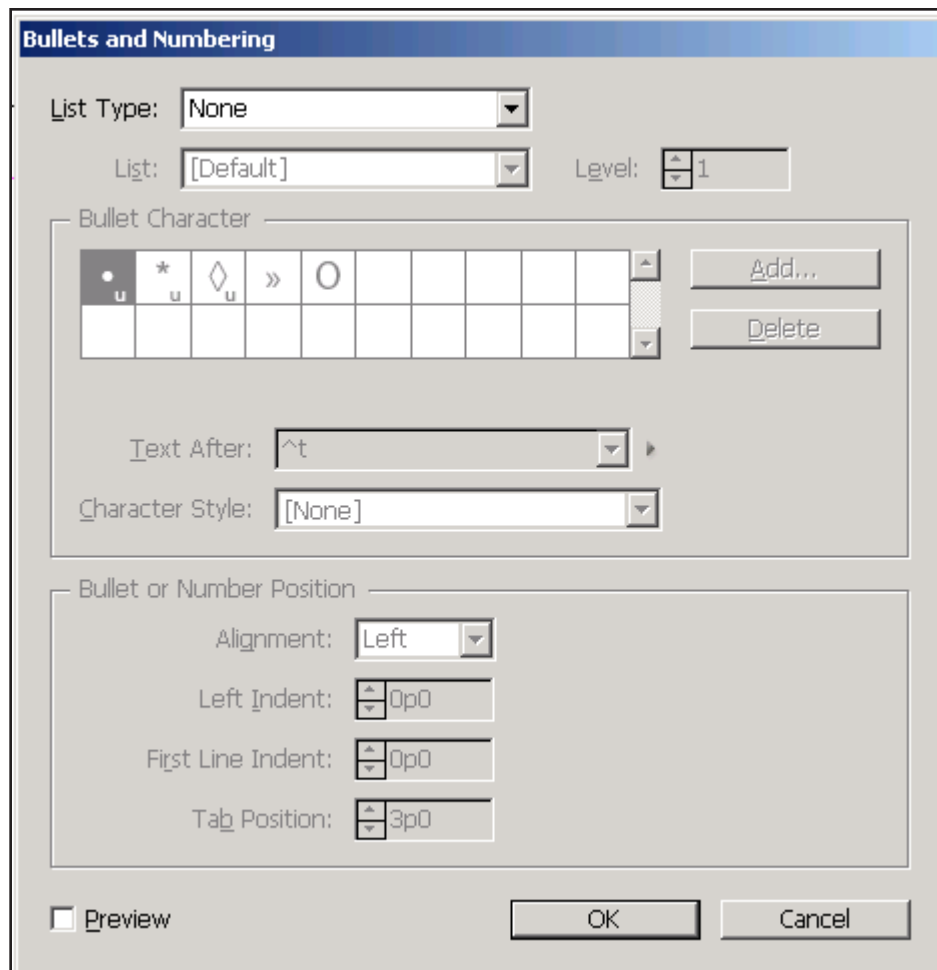 Bullets and Numbering
List Type: None
List: [Default] Level: 1
Bullet Character
• u * u ◊ u » O
Add...
Delete
Text After: ^t
Character Style: [None]
Bullet or Number Position
Alignment: Left
Left Indent: 0p0
First Line Indent: 0p0
Tab Position: 3p0
Preview OK Cancel